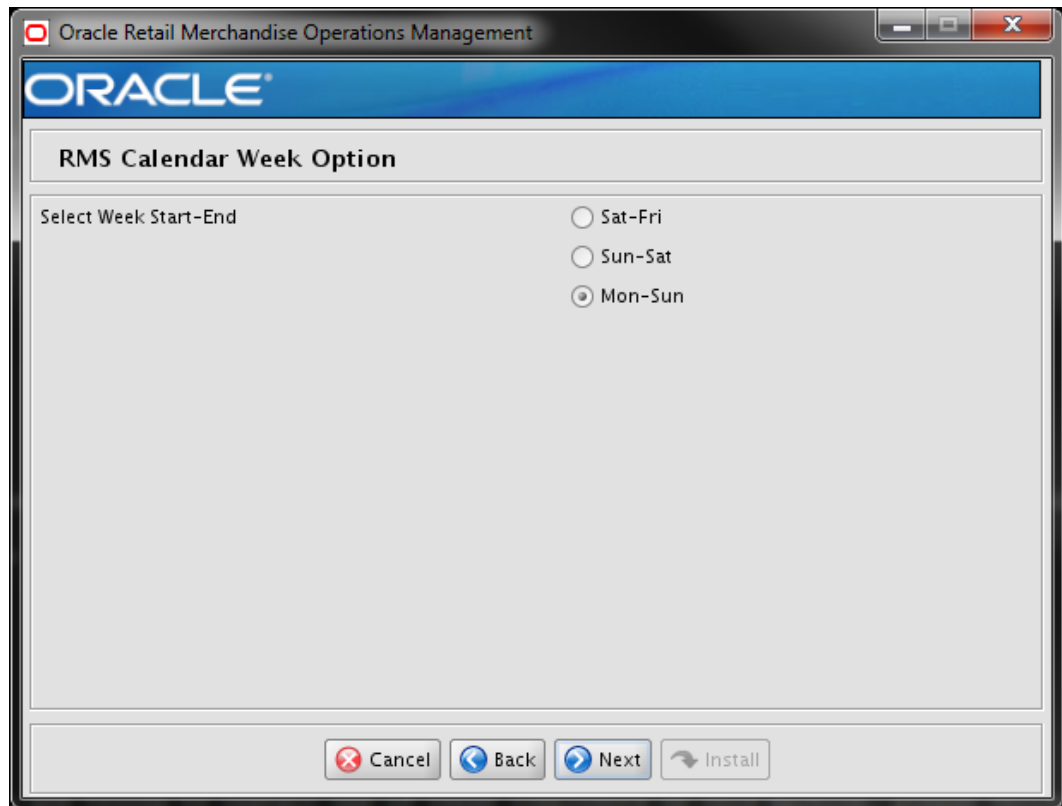 Oracle Retail Merchandise Operations Management
ORACLE®
RMS Calendar Week Option
Select Week Start-End
Sat-Fri
Sun-Sat
Mon-Sun
Cancel Back Next Install